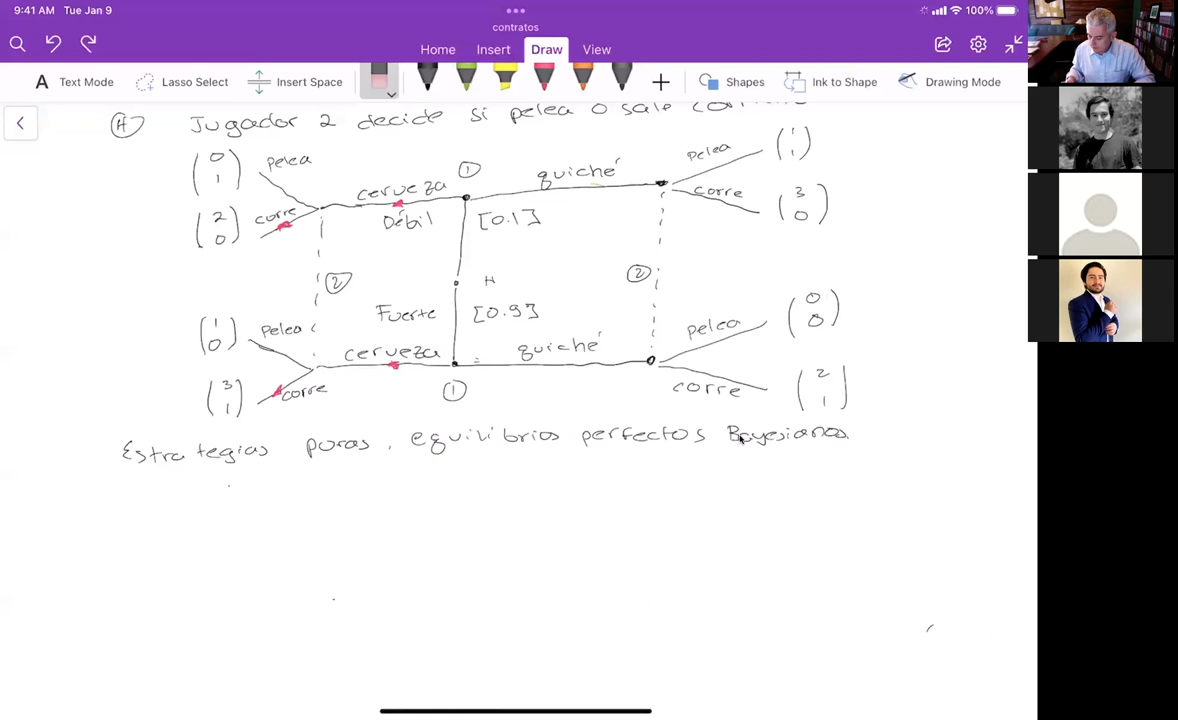 9:41 AM Tue Jan 9
100%
contratos
Home Insert Draw View
A Text Mode Lasso Select Insert Space Shapes Ink to Shape Drawing Mode
A Jugador 2 decide si pelea o sale
0 1 pelea
cerveza 1 quiché
pelea 1 1
2 0 corre
Débil [0.1]
corre 3 0
2 H 2
Fuerte [0.9]
1 0 pelea
cerveza quiché
pelea 0 0
3 1 corre
1
corre 2 1
Estrategias puras, equilibrios perfectos Bayesianos.